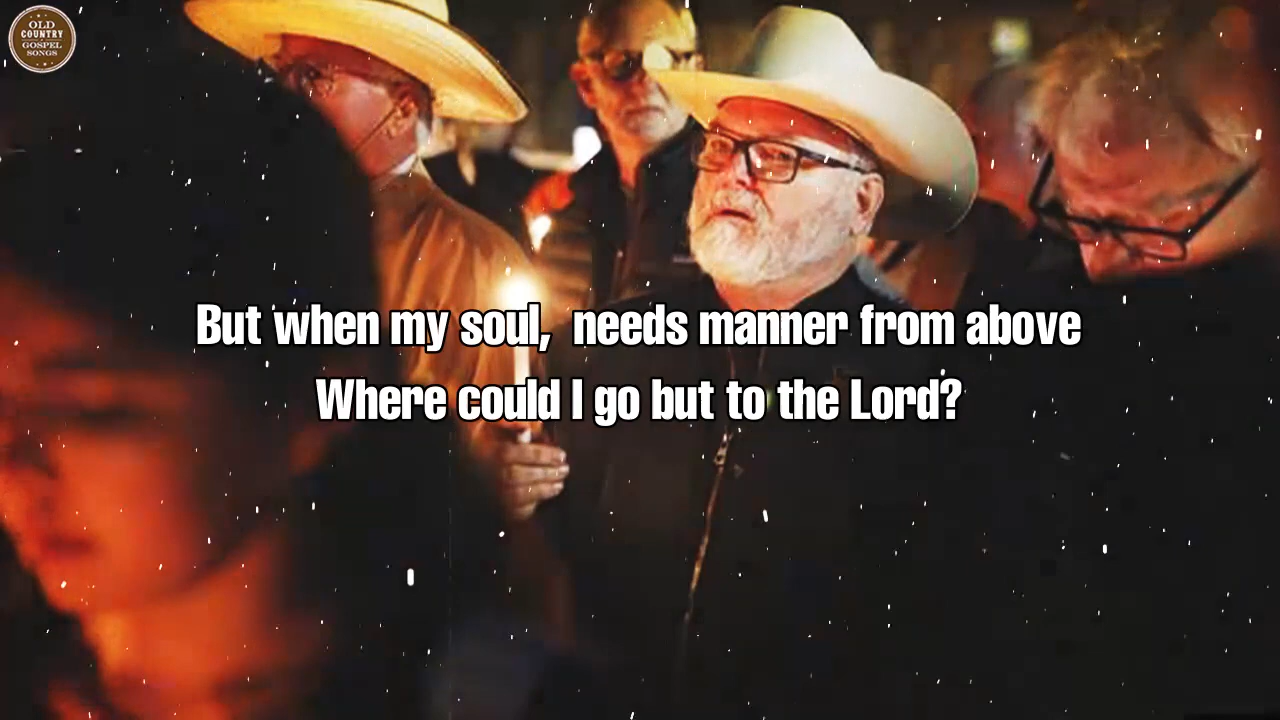 OLD
COUNTRY
GOSPEL
SONGS
But when my soul,  needs manner from above
Where could I go but to the Lord?